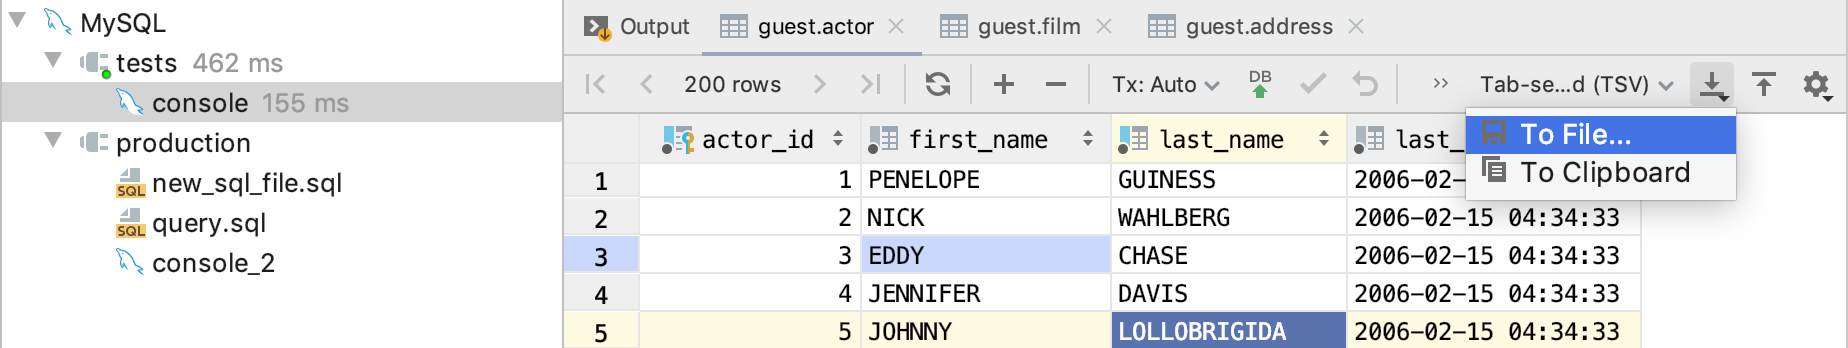 MySQL
tests 462 ms
console 155 ms
production
SQL new_sql_file.sql
SQL query.sql
console_2
Output guest.actor guest.film guest.address
200 rows Tx: Auto DB Tab-se...d (TSV)
To File...
To Clipboard
actor_id first_name last_name last_
1 1 PENELOPE GUINESS 2006-02-
2 2 NICK WAHLBERG 2006-02-15 04:34:33
3 3 EDDY CHASE 2006-02-15 04:34:33
4 4 JENNIFER DAVIS 2006-02-15 04:34:33
5 5 JOHNNY LOLLOBRIGIDA 2006-02-15 04:34:33